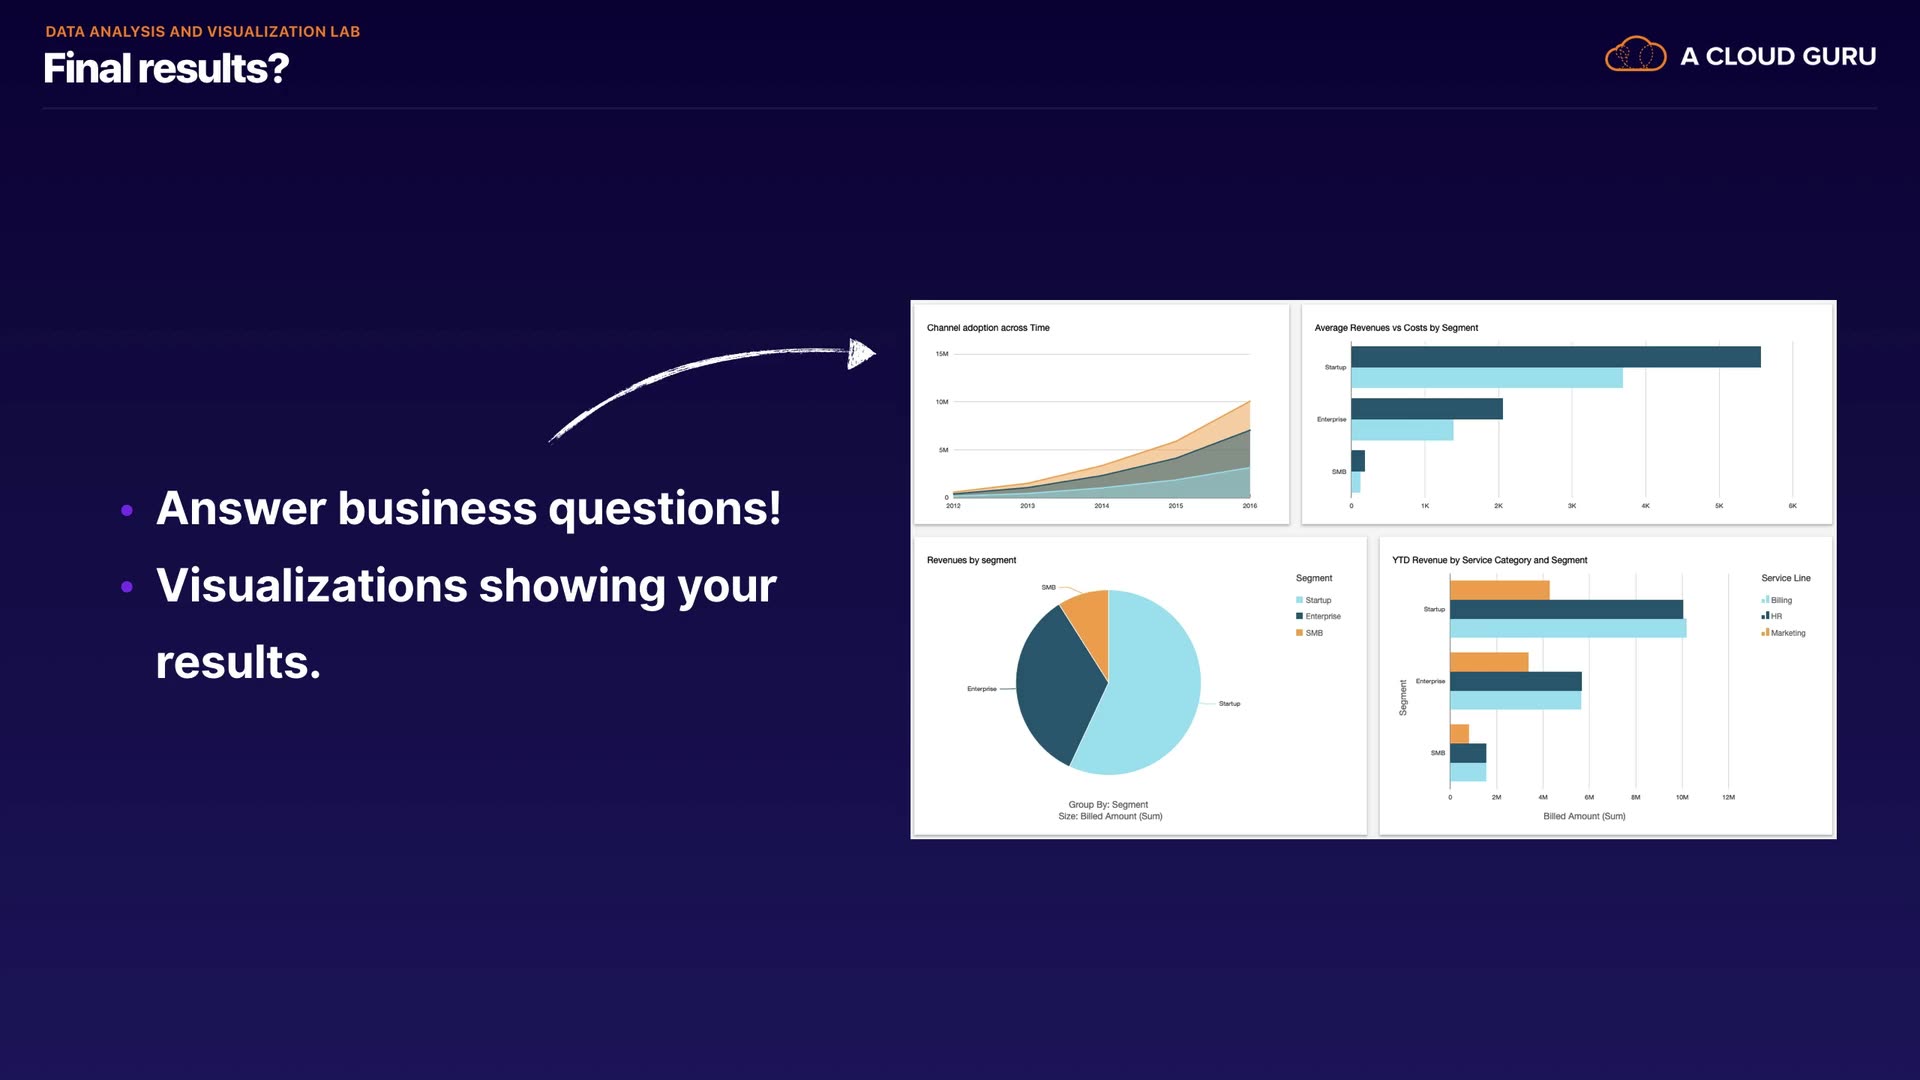 DATA ANALYSIS AND VISUALIZATION LAB
Final results?
A CLOUD GURU
Answer business questions!
Visualizations showing your
results.
Channel adoption across Time
15M
10M
5M
0
2012 2013 2014 2015 2016
Average Revenues vs Costs by Segment
Startup
Enterprise
SMB
0 1K 2K 3K 4K 5K 6K
Revenues by segment
SMB
Enterprise
Startup
Segment
Startup
Enterprise
SMB
Group By: Segment
Size: Billed Amount (Sum)
YTD Revenue by Service Category and Segment
Segment
Startup
Enterprise
SMB
0 2M 4M 6M 8M 10M 12M
Billed Amount (Sum)
Service Line
Billing
HR
Marketing